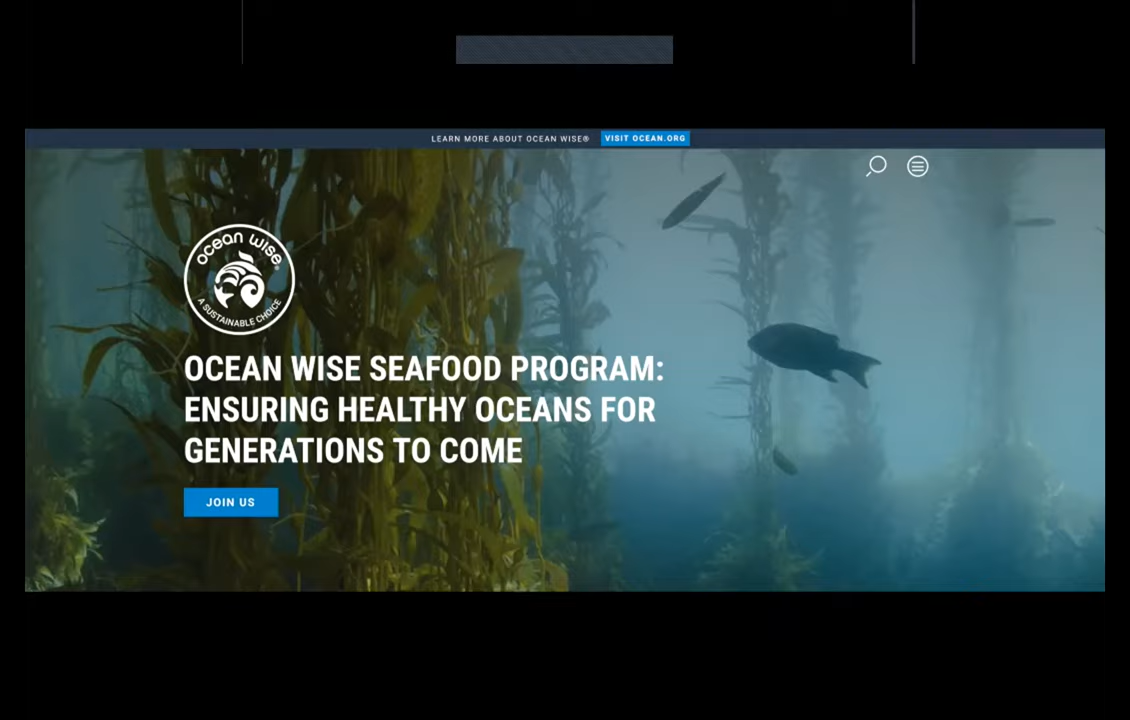 LEARN MORE ABOUT OCEAN WISE® VISIT OCEAN.ORG
ocean wise®
A SUSTAINABLE CHOICE
OCEAN WISE SEAFOOD PROGRAM:
ENSURING HEALTHY OCEANS FOR
GENERATIONS TO COME
JOIN US